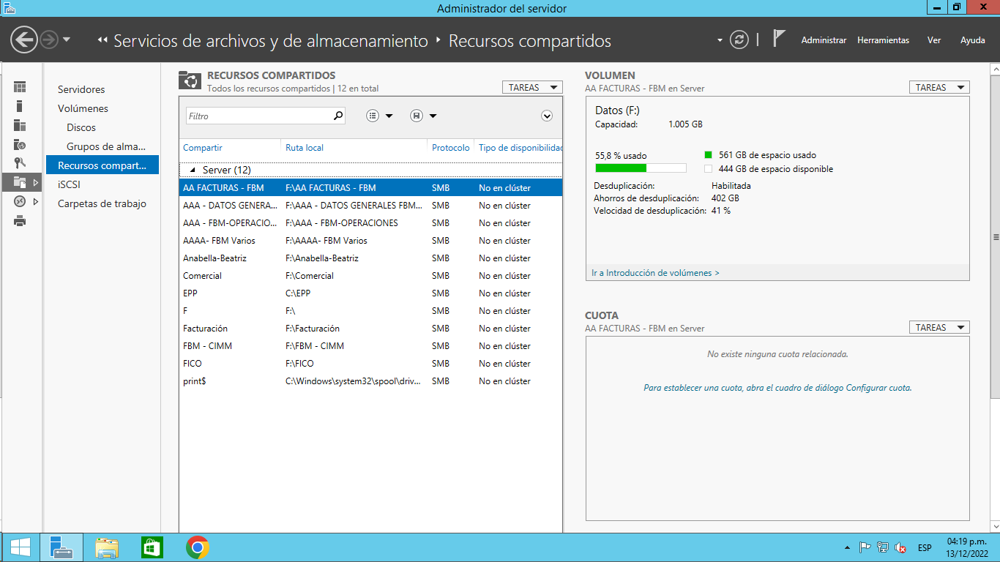 Administrador del servidor
Servicios de archivos y de almacenamiento
Recursos compartidos
Administrar
Herramientas
Ver
Ayuda
Servidores
Volúmenes
Discos
Grupos de alma...
Recursos compart...
iSCSI
Carpetas de trabajo
RECURSOS COMPARTIDOS
Todos los recursos compartidos | 12 en total
TAREAS
Filtro
Compartir Ruta local Protocolo Tipo de disponibilidad
Server (12)
AA FACTURAS - FBM F:\AA FACTURAS - FBM SMB No en clúster
AAA - DATOS GENERA... F:\AAA - DATOS GENERALES FBM... SMB No en clúster
AAA - FBM-OPERACIO... F:\AAA - FBM-OPERACIONES SMB No en clúster
AAAA- FBM Varios F:\AAAA- FBM Varios SMB No en clúster
Anabella-Beatriz F:\Anabella-Beatriz SMB No en clúster
Comercial F:\Comercial SMB No en clúster
EPP C:\EPP SMB No en clúster
F F:\ SMB No en clúster
Facturación F:\Facturación SMB No en clúster
FBM - CIMM F:\FBM - CIMM SMB No en clúster
FICO F:\FICO SMB No en clúster
print$ C:\Windows\system32\spool\driv... SMB No en clúster
VOLUMEN
AA FACTURAS - FBM en Server
TAREAS
Datos (F:)
Capacidad: 1.005 GB
55,8 % usado
561 GB de espacio usado
444 GB de espacio disponible
Desduplicación: Habilitada
Ahorros de desduplicación: 402 GB
Velocidad de desduplicación: 41 %
Ir a Introducción de volúmenes >
CUOTA
AA FACTURAS - FBM en Server
TAREAS
No existe ninguna cuota relacionada.
Para establecer una cuota, abra el cuadro de diálogo Configurar cuota.
ESP
04:19 p.m.
13/12/2022